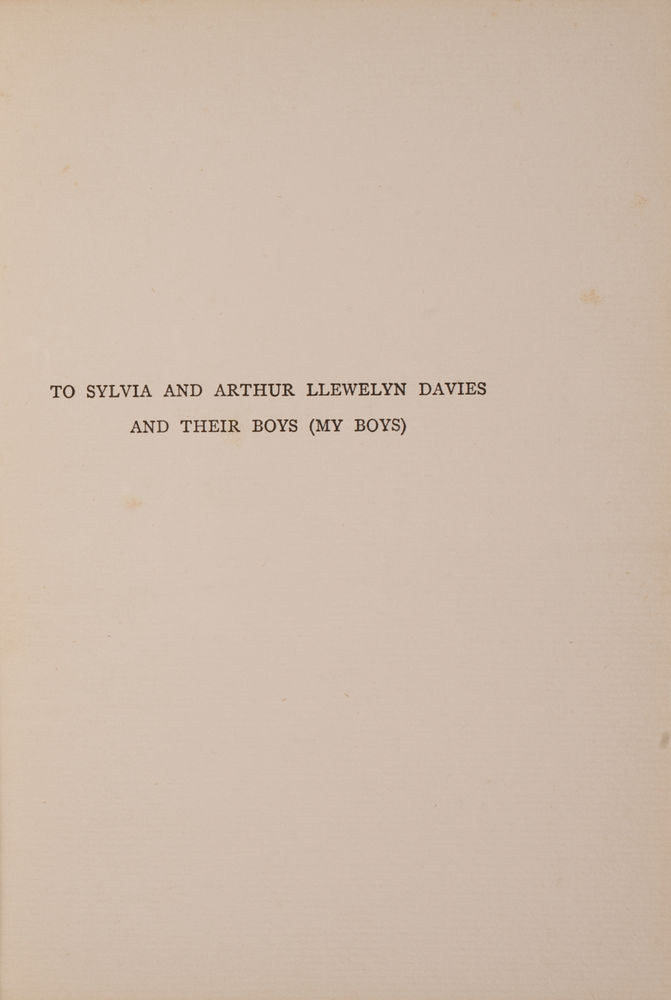 TO SYLVIA AND ARTHUR LLEWELYN DAVIES
AND THEIR BOYS (MY BOYS)